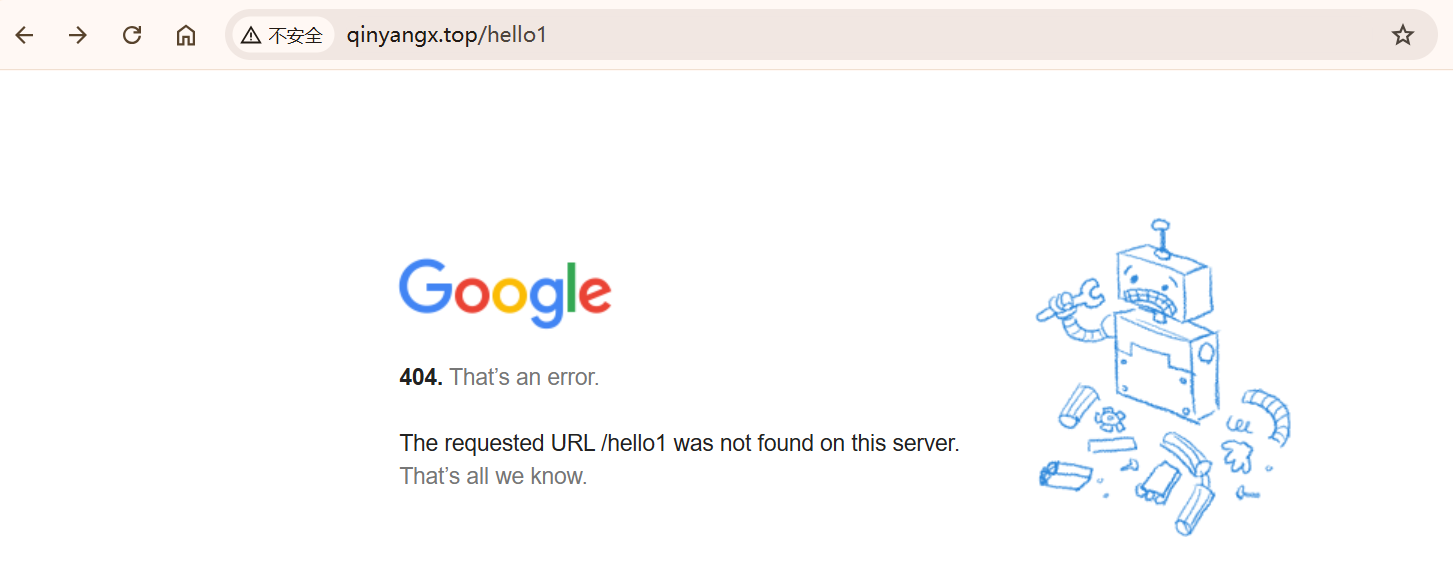 不安全 qinyangx.top/hello1
Google
404. That’s an error.
The requested URL /hello1 was not found on this server.
That’s all we know.